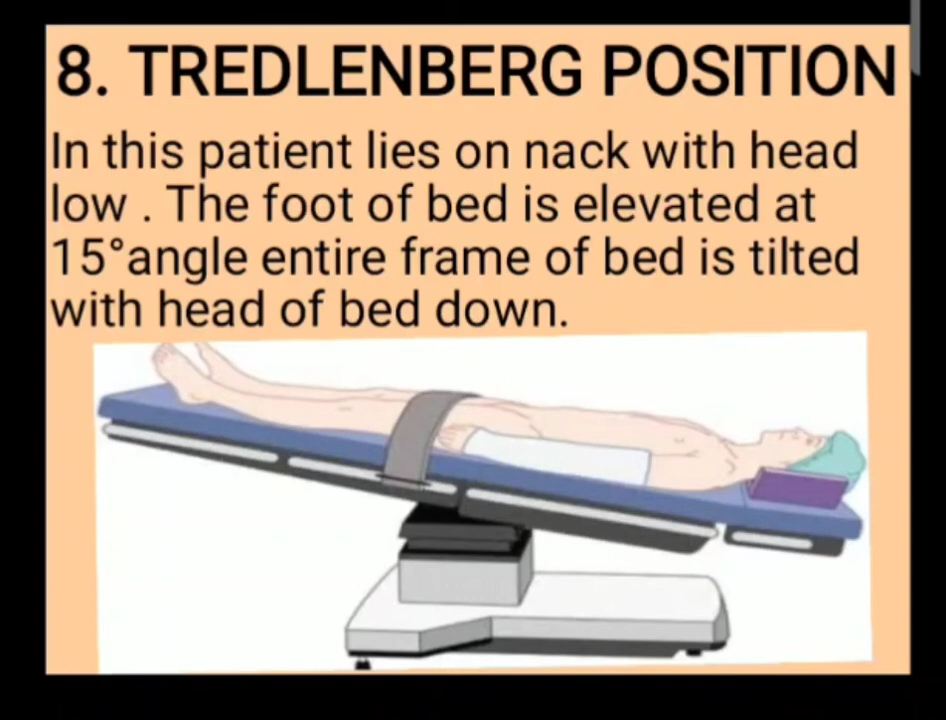 8. TREDLENBERG POSITION
In this patient lies on nack with head
low . The foot of bed is elevated at
15°angle entire frame of bed is tilted
with head of bed down.